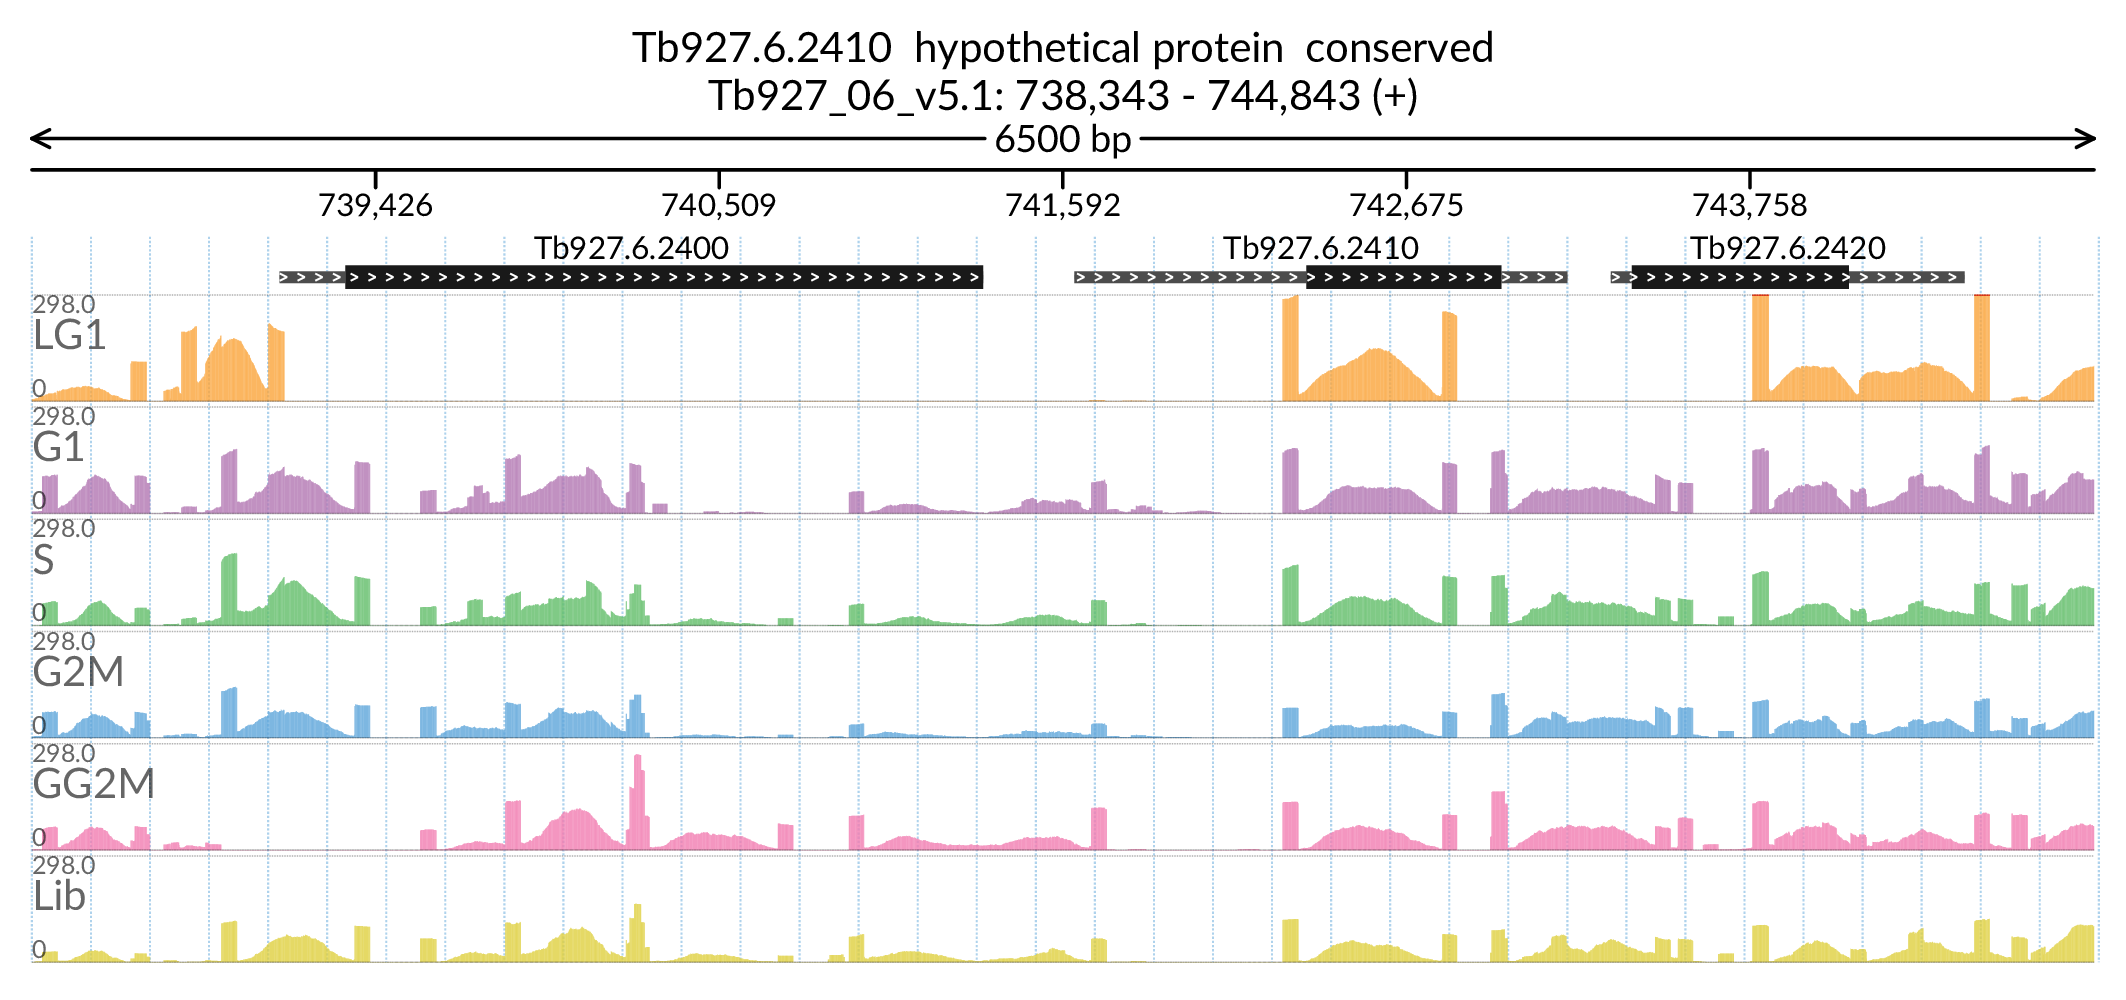 Tb927.6.2410  hypothetical protein  conserved
Tb927_06_v5.1: 738,343 - 744,843 (+)
6500 bp
739,426 740,509 741,592 742,675 743,758
Tb927.6.2400 Tb927.6.2410 Tb927.6.2420
298.0
LG1
0
298.0
G1
0
298.0
S
0
298.0
G2M
0
298.0
GG2M
0
298.0
Lib
0